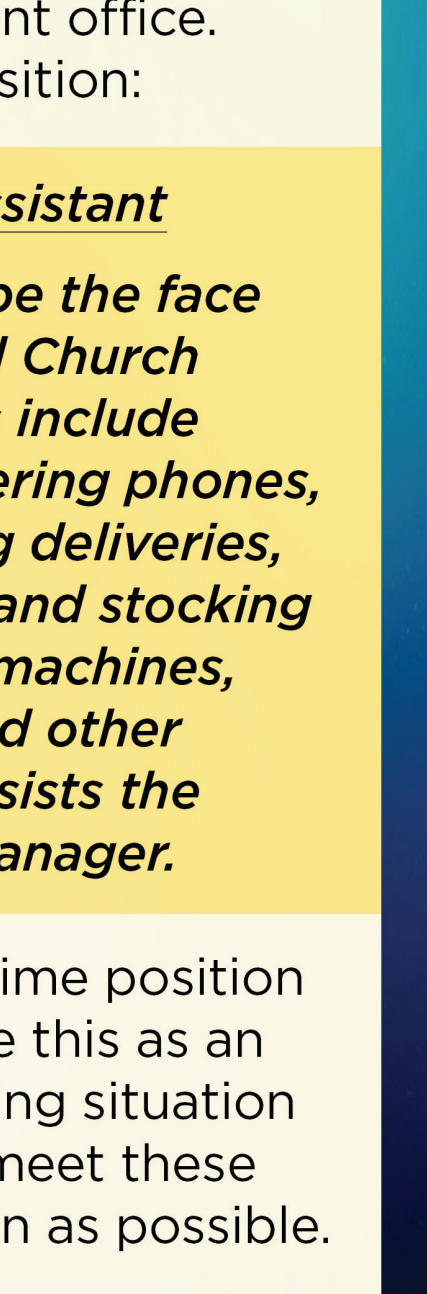 nt office.
sition:
sistant
be the face
Church
include
ering phones,
g deliveries,
and stocking
machines,
d other
sists the
anager.
ime position
e this as an
ng situation
meet these
n as possible.